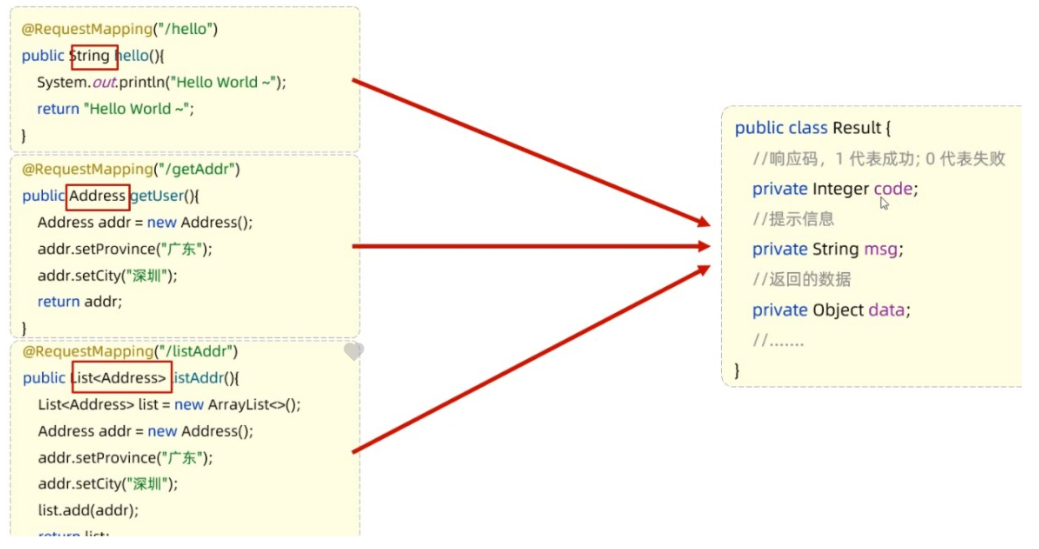 @RequestMapping("/hello")
public String hello(){
System.out.println("Hello World ~");
return "Hello World ~";
}
@RequestMapping("/getAddr")
public Address getUser(){
Address addr = new Address();
addr.setProvince("广东");
addr.setCity("深圳");
return addr;
}
@RequestMapping("/listAddr")
public List<Address> listAddr(){
List<Address> list = new ArrayList<>();
Address addr = new Address();
addr.setProvince("广东");
addr.setCity("深圳");
list.add(addr);
return list;
public class Result {
//响应码，1 代表成功; 0 代表失败
private Integer code;
//提示信息
private String msg;
//返回的数据
private Object data;
//.......
}